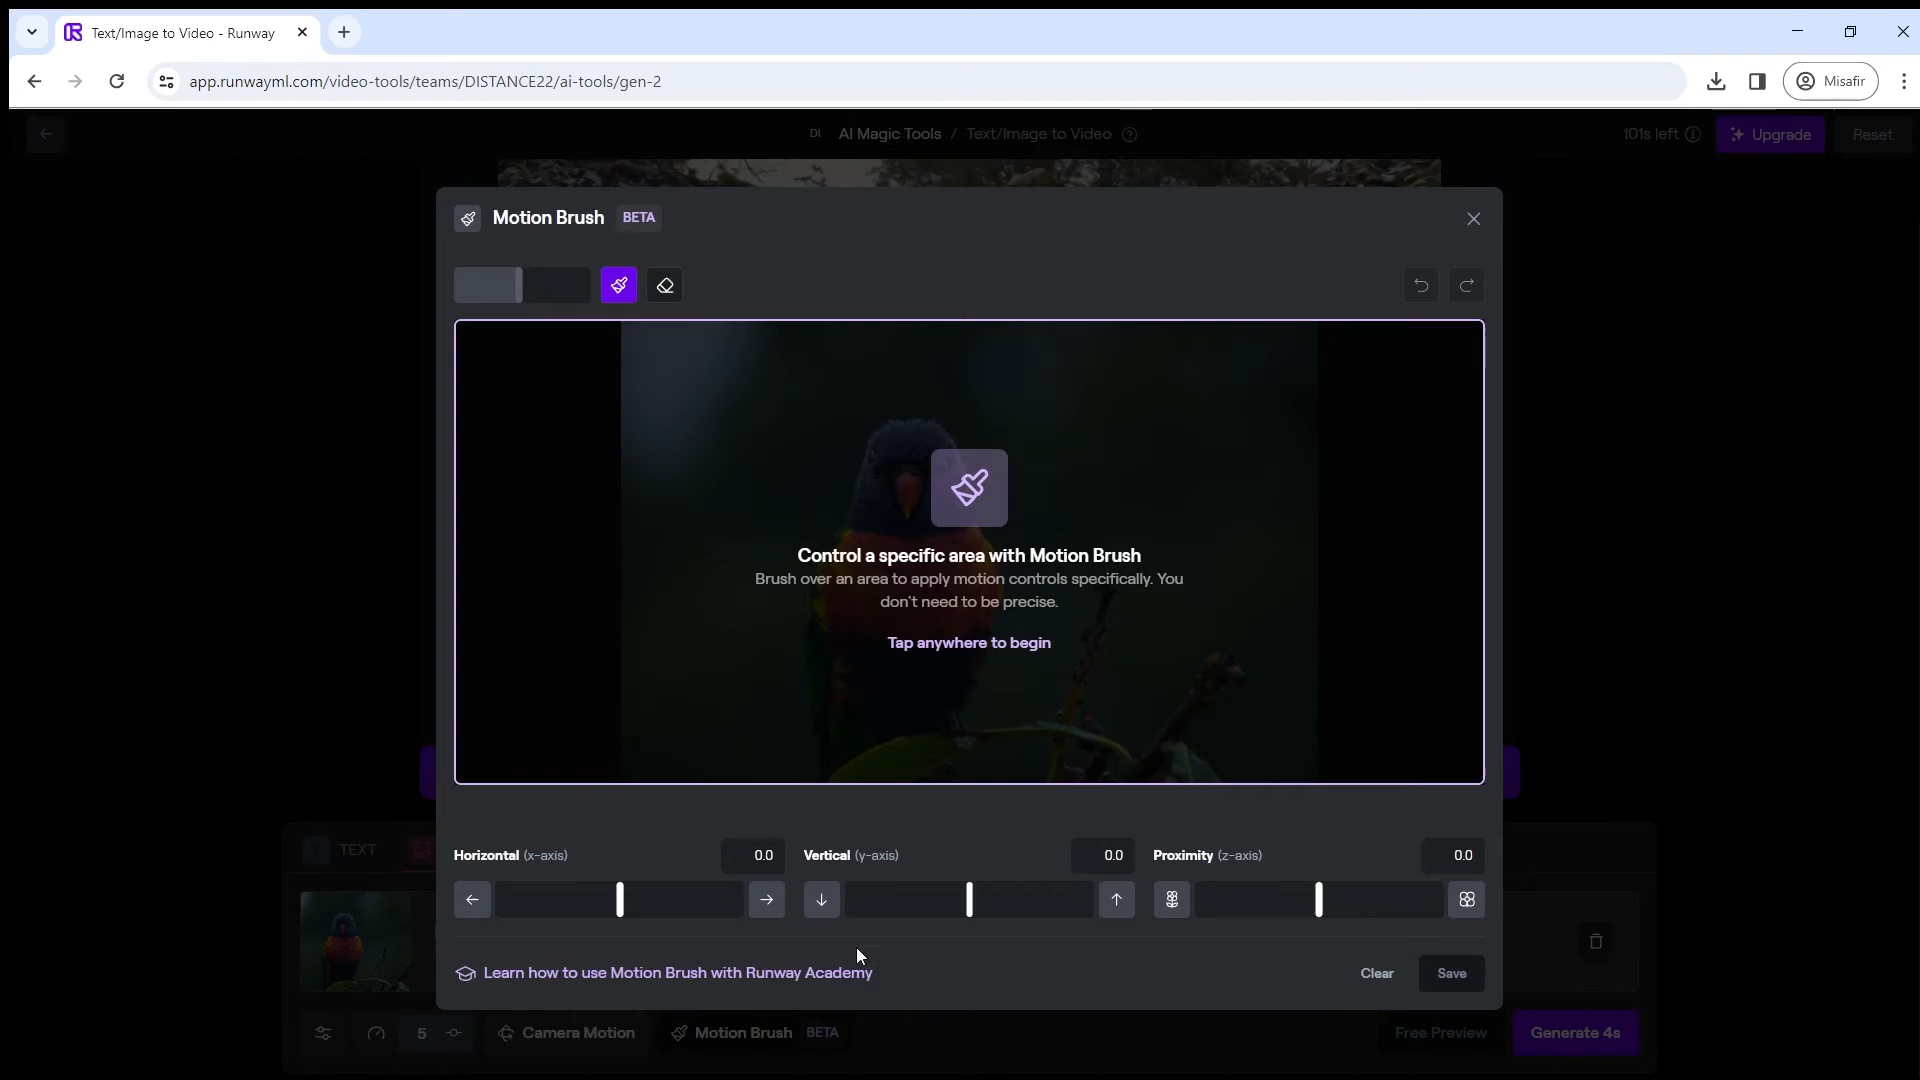 Text/Image to Video - Runway
app.runwayml.com/video-tools/teams/DISTANCE22/ai-tools/gen-2
Misafir
DI AI Magic Tools / Text/Image to Video
101s left
Upgrade
Reset
Motion Brush BETA
Control a specific area with Motion Brush
Brush over an area to apply motion controls specifically. You
don't need to be precise.
Tap anywhere to begin
Horizontal (x-axis) 0.0
Vertical (y-axis) 0.0
Proximity (z-axis) 0.0
TEXT
Learn how to use Motion Brush with Runway Academy
Clear
Save
5
Camera Motion
Motion Brush BETA
Free Preview
Generate 4s